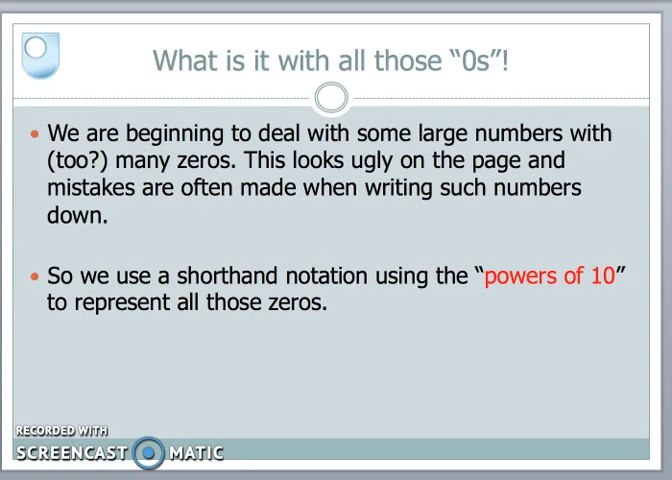 What is it with all those “0s”!
• We are beginning to deal with some large numbers with
(too?) many zeros. This looks ugly on the page and
mistakes are often made when writing such numbers
down.
• So we use a shorthand notation using the “powers of 10”
to represent all those zeros.
RECORDED WITH
SCREENCAST MATIC